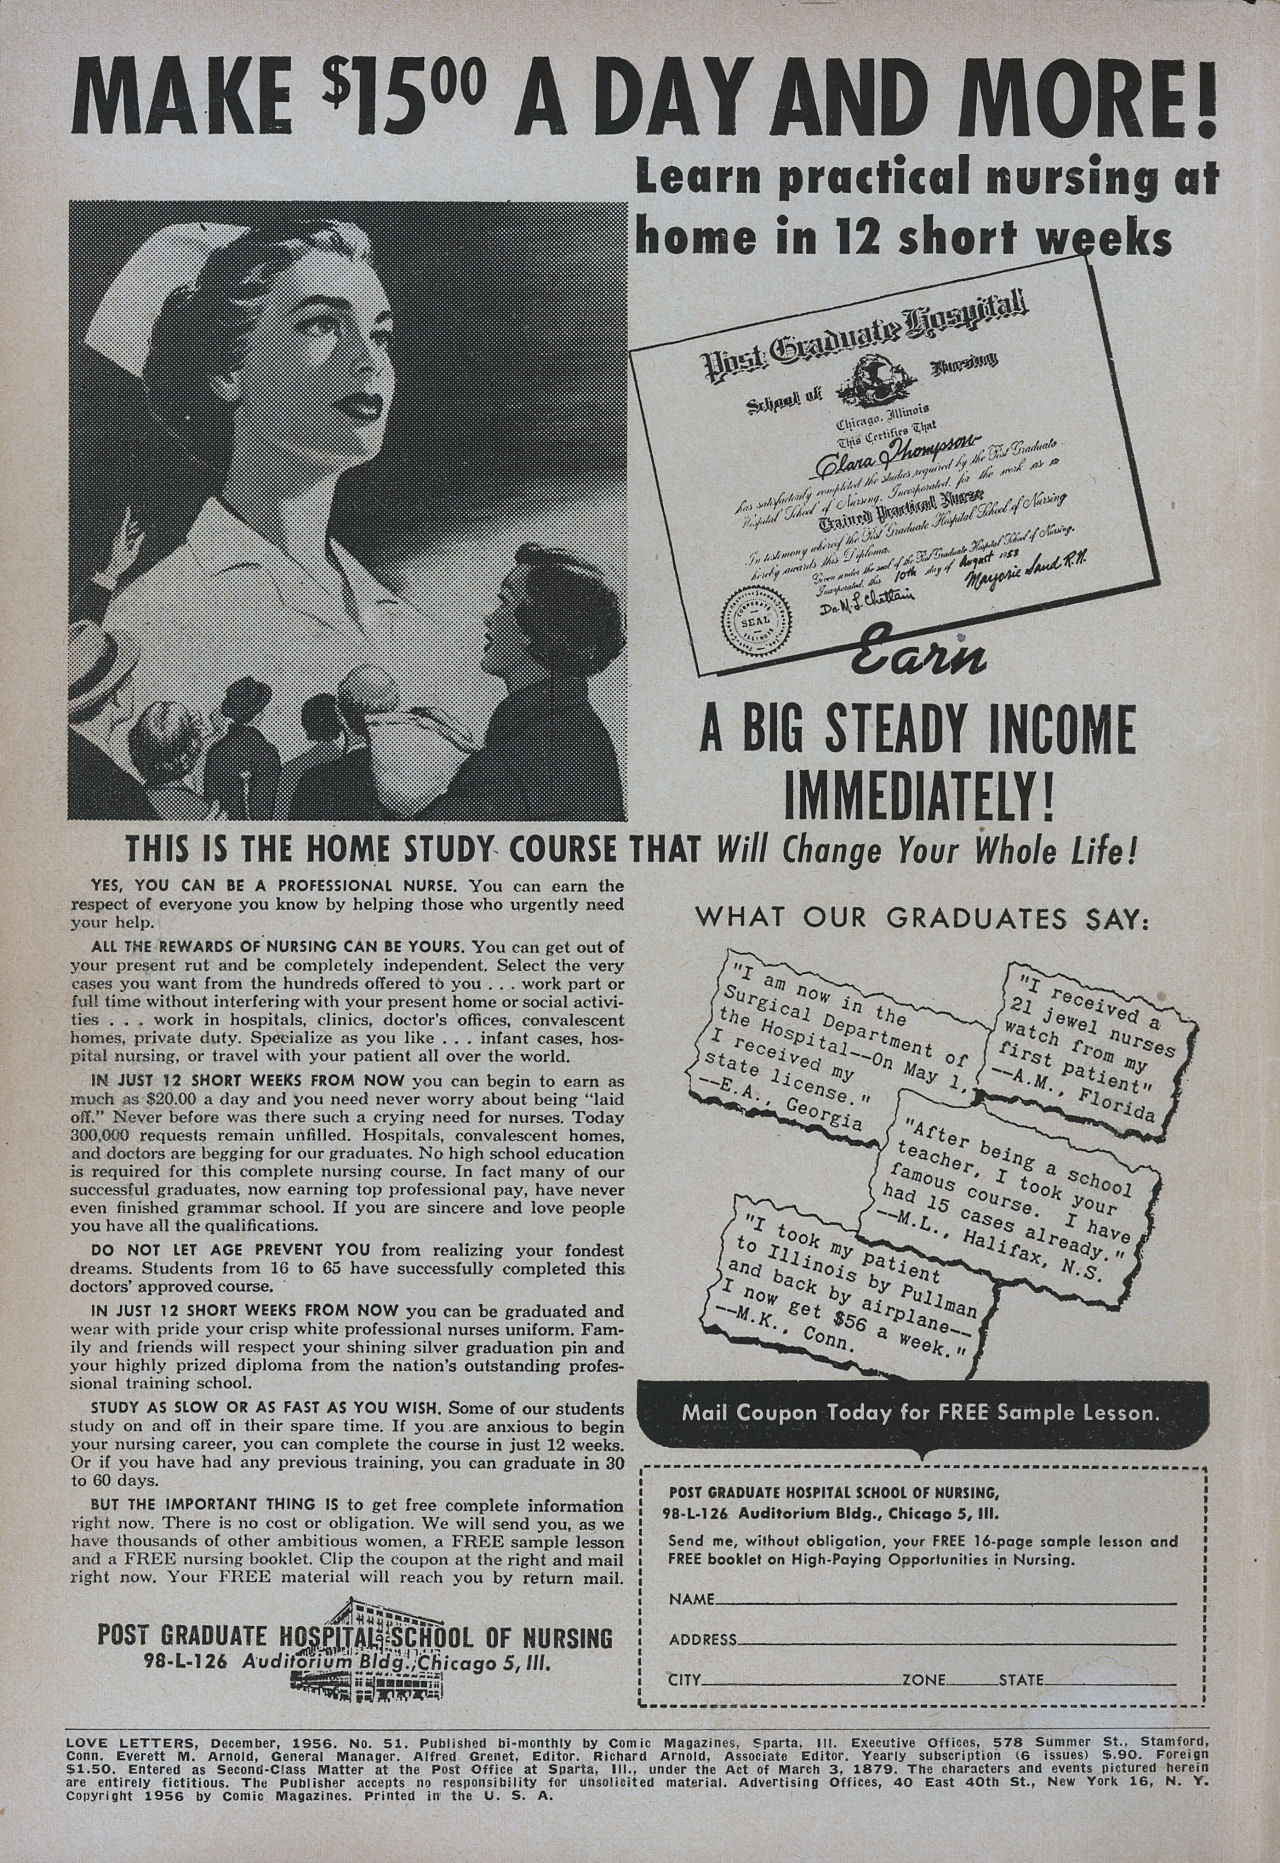 MAKE $15⁰⁰ A DAY AND MORE!
Learn practical nursing at
home in 12 short weeks
Post Graduate Hospital
School of Nursing
Chicago, Illinois
This Certifies That
Clara Thompson
has satisfactorily completed the studies required by the Post Graduate
Hospital School of Nursing, Incorporated, for the work as a
Trained Practical Nurse
In testimony whereof the Post Graduate Hospital School of Nursing
hereby awards this Diploma.
Given under the seal of the Post Graduate Hospital School of Nursing,
Incorporated, this 10th day of August 1953
Dr. M. L. Chettain Marjorie Sand R.N.
CORPORATE
SEAL
ILLINOIS
Earn
A BIG STEADY INCOME
IMMEDIATELY!
THIS IS THE HOME STUDY COURSE THAT Will Change Your Whole Life!
YES, YOU CAN BE A PROFESSIONAL NURSE. You can earn the
respect of everyone you know by helping those who urgently need
your help.
ALL THE REWARDS OF NURSING CAN BE YOURS. You can get out of
your present rut and be completely independent. Select the very
cases you want from the hundreds offered to you . . . work part or
full time without interfering with your present home or social activi-
ties . . . work in hospitals, clinics, doctor's offices, convalescent
homes, private duty. Specialize as you like . . . infant cases, hos-
pital nursing, or travel with your patient all over the world.
IN JUST 12 SHORT WEEKS FROM NOW you can begin to earn as
much as $20.00 a day and you need never worry about being "laid
off." Never before was there such a crying need for nurses. Today
300,000 requests remain unfilled. Hospitals, convalescent homes,
and doctors are begging for our graduates. No high school education
is required for this complete nursing course. In fact many of our
successful graduates, now earning top professional pay, have never
even finished grammar school. If you are sincere and love people
you have all the qualifications.
DO NOT LET AGE PREVENT YOU from realizing your fondest
dreams. Students from 16 to 65 have successfully completed this
doctors' approved course.
IN JUST 12 SHORT WEEKS FROM NOW you can be graduated and
wear with pride your crisp white professional nurses uniform. Fam-
ily and friends will respect your shining silver graduation pin and
your highly prized diploma from the nation's outstanding profes-
sional training school.
STUDY AS SLOW OR AS FAST AS YOU WISH. Some of our students
study on and off in their spare time. If you are anxious to begin
your nursing career, you can complete the course in just 12 weeks.
Or if you have had any previous training, you can graduate in 30
to 60 days.
BUT THE IMPORTANT THING IS to get free complete information
right now. There is no cost or obligation. We will send you, as we
have thousands of other ambitious women, a FREE sample lesson
and a FREE nursing booklet. Clip the coupon at the right and mail
right now. Your FREE material will reach you by return mail.
POST GRADUATE HOSPITAL SCHOOL OF NURSING
98-L-126 Auditorium Bldg., Chicago 5, Ill.
WHAT OUR GRADUATES SAY:
"I am now in the
Surgical Department of
the Hospital--On May 1,
I received my
state license."
--E.A., Georgia
"I received a
21 jewel nurses
watch from my
first patient"
--A.M., Florida
"After being a school
teacher, I took your
famous course. I have
had 15 cases already."
--M.L., Halifax, N.S.
"I took my patient
to Illinois by Pullman
and back by airplane--
I now get $56 a week."
--M.K., Conn.
Mail Coupon Today for FREE Sample Lesson.
POST GRADUATE HOSPITAL SCHOOL OF NURSING,
98-L-126 Auditorium Bldg., Chicago 5, Ill.
Send me, without obligation, your FREE 16-page sample lesson and
FREE booklet on High-Paying Opportunities in Nursing.
NAME
ADDRESS
CITY ZONE STATE
LOVE LETTERS, December, 1956. No. 51. Published bi-monthly by Comic Magazines, Sparta, Ill. Executive Offices, 578 Summer St., Stamford,
Conn. Everett M. Arnold, General Manager. Alfred Grenet, Editor. Richard Arnold, Associate Editor. Yearly subscription (6 issues) $.90. Foreign
$1.50. Entered as Second-Class Matter at the Post Office at Sparta, Ill., under the Act of March 3, 1879. The characters and events pictured herein
are entirely fictitious. The Publisher accepts no responsibility for unsolicited material. Advertising Offices, 40 East 40th St., New York 16, N. Y.
Copyright 1956 by Comic Magazines. Printed in the U. S. A.